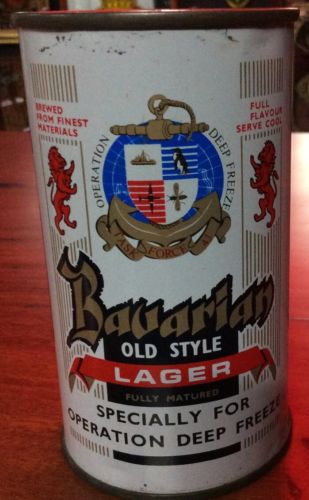 BREWED
FROM FINEST
MATERIALS
FULL
FLAVOUR
SERVE COOL
OPERATION DEEP FREEZE
TASK FORCE 43
Bavarian
OLD STYLE
LAGER
FULLY MATURED
SPECIALLY FOR
OPERATION DEEP FREEZE